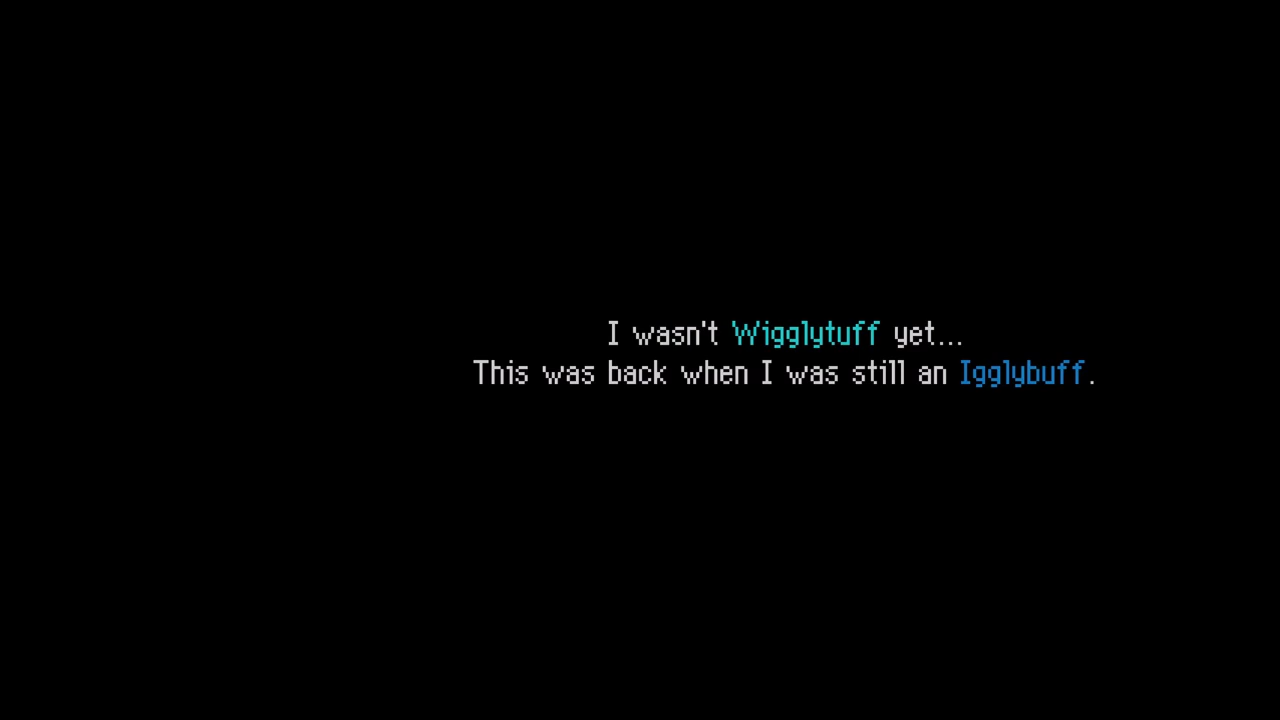 I wasn't Wigglytuff yet...
This was back when I was still an Igglybuff.